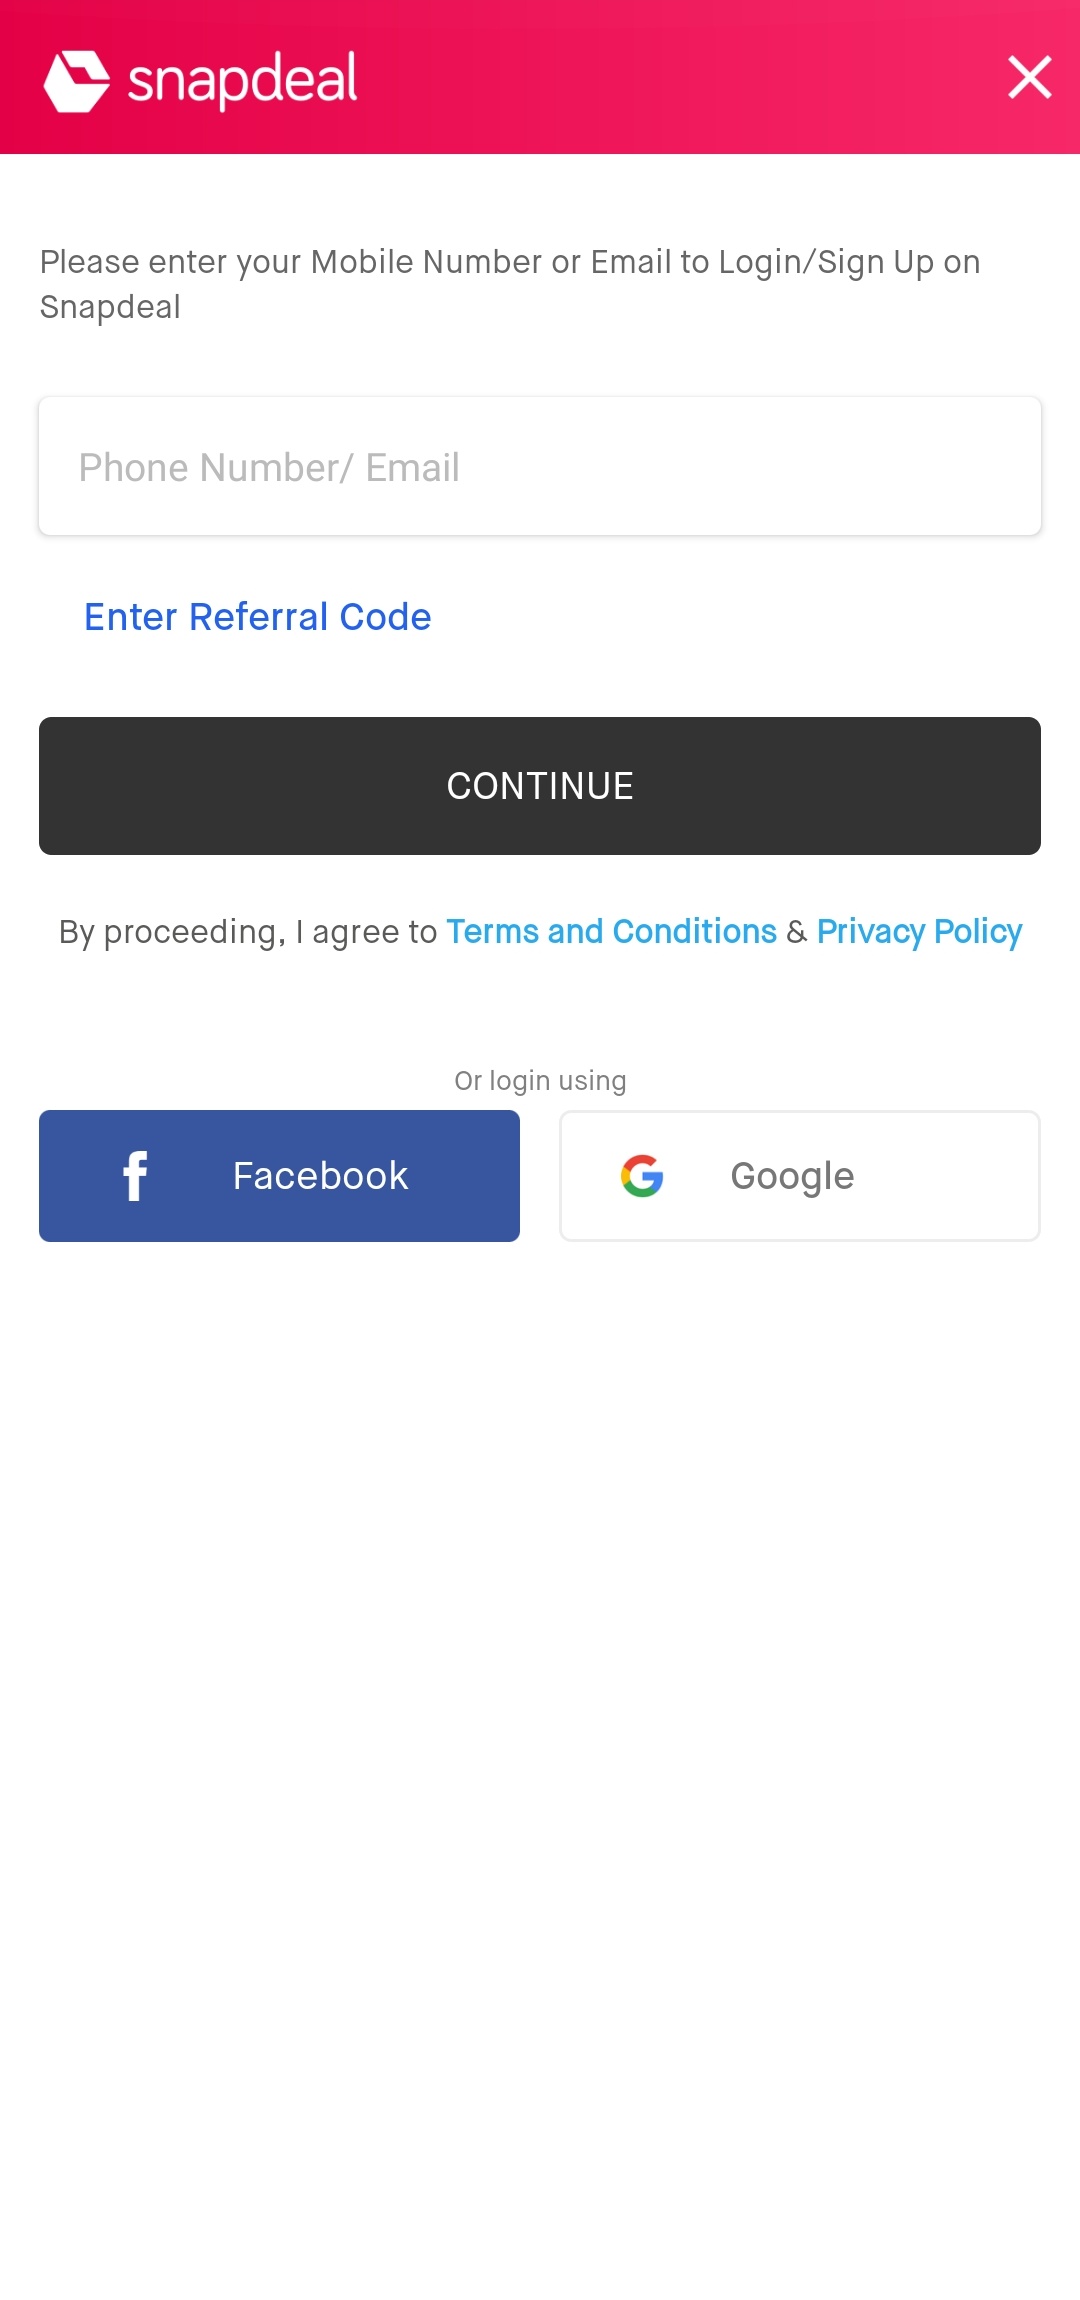 snapdeal
Please enter your Mobile Number or Email to Login/Sign Up on
Snapdeal
Phone Number/ Email
Enter Referral Code
CONTINUE
By proceeding, I agree to Terms and Conditions & Privacy Policy
Or login using
Facebook
Google